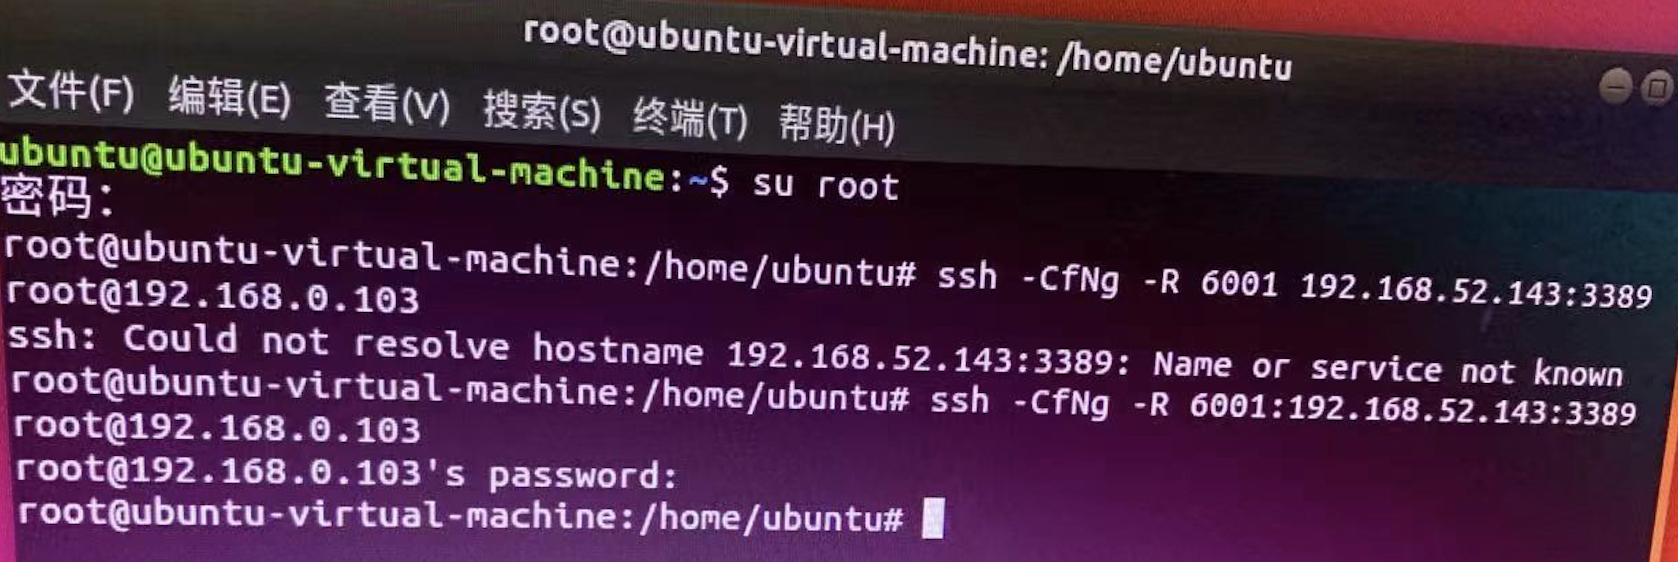 root@ubuntu-virtual-machine: /home/ubuntu
文件(F) 编辑(E) 查看(V) 搜索(S) 终端(T) 帮助(H)
ubuntu@ubuntu-virtual-machine:~$ su root
密码：
root@ubuntu-virtual-machine:/home/ubuntu# ssh -CfNg -R 6001 192.168.52.143:3389
root@192.168.0.103
ssh: Could not resolve hostname 192.168.52.143:3389: Name or service not known
root@ubuntu-virtual-machine:/home/ubuntu# ssh -CfNg -R 6001:192.168.52.143:3389
root@192.168.0.103
root@192.168.0.103's password:
root@ubuntu-virtual-machine:/home/ubuntu#